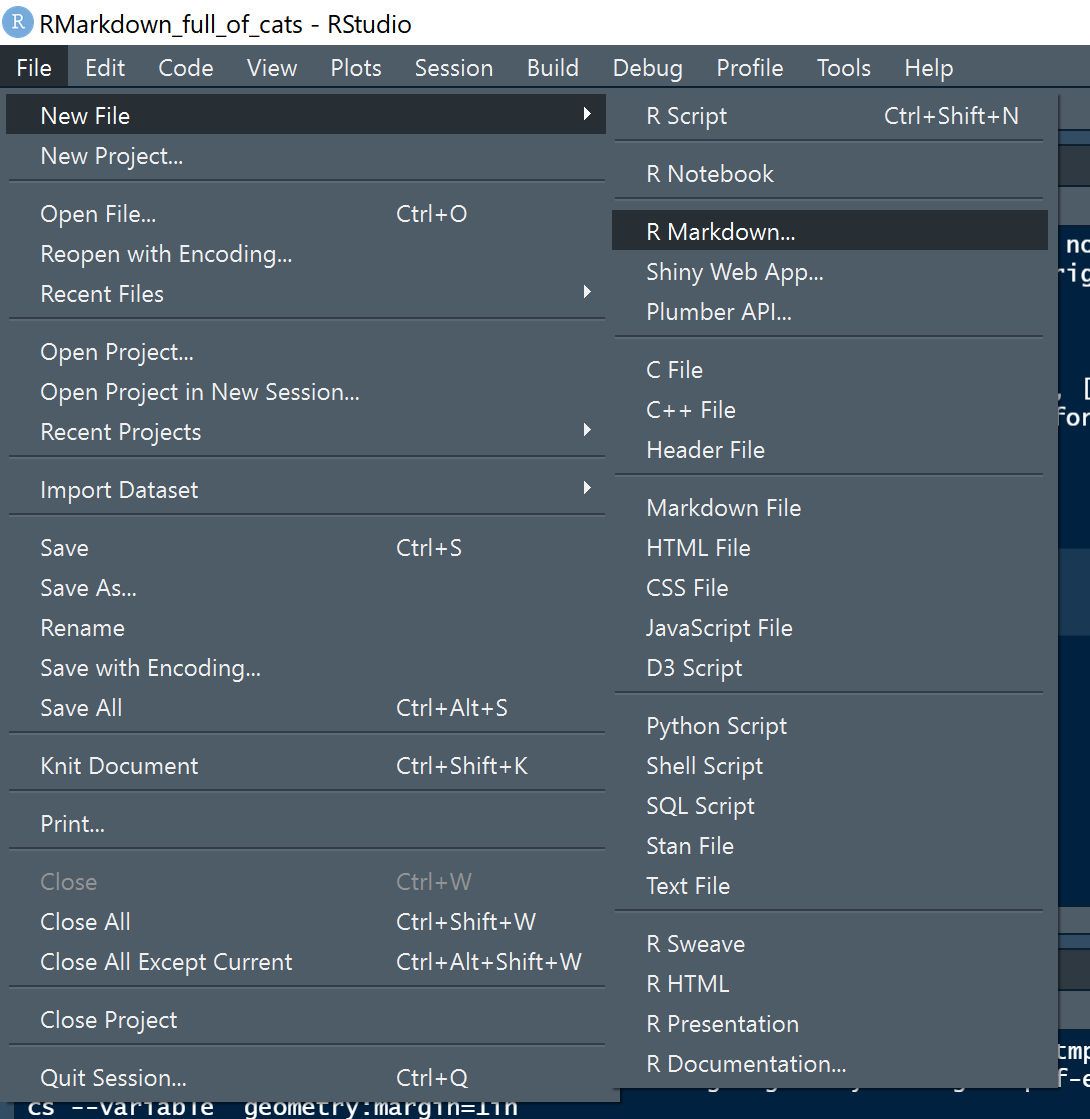 R RMarkdown_full_of_cats - RStudio
File Edit Code View Plots Session Build Debug Profile Tools Help
New File
New Project...
Open File... Ctrl+O
Reopen with Encoding...
Recent Files
Open Project...
Open Project in New Session...
Recent Projects
Import Dataset
Save Ctrl+S
Save As...
Rename
Save with Encoding...
Save All Ctrl+Alt+S
Knit Document Ctrl+Shift+K
Print...
Close Ctrl+W
Close All Ctrl+Shift+W
Close All Except Current Ctrl+Alt+Shift+W
Close Project
Quit Session... Ctrl+Q
R Script Ctrl+Shift+N
R Notebook
R Markdown...
Shiny Web App...
Plumber API...
C File
C++ File
Header File
Markdown File
HTML File
CSS File
JavaScript File
D3 Script
Python Script
Shell Script
SQL Script
Stan File
Text File
R Sweave
R HTML
R Presentation
R Documentation...
cs --variable geometry:margin=1in